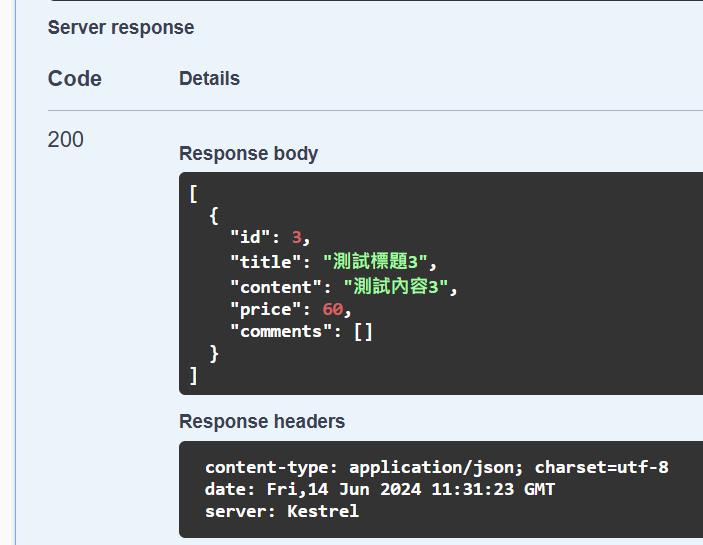 Server response
Code Details
200
Response body
[
{
"id": 3,
"title": "測試標題3",
"content": "測試內容3",
"price": 60,
"comments": []
}
]
Response headers
content-type: application/json; charset=utf-8
date: Fri,14 Jun 2024 11:31:23 GMT
server: Kestrel